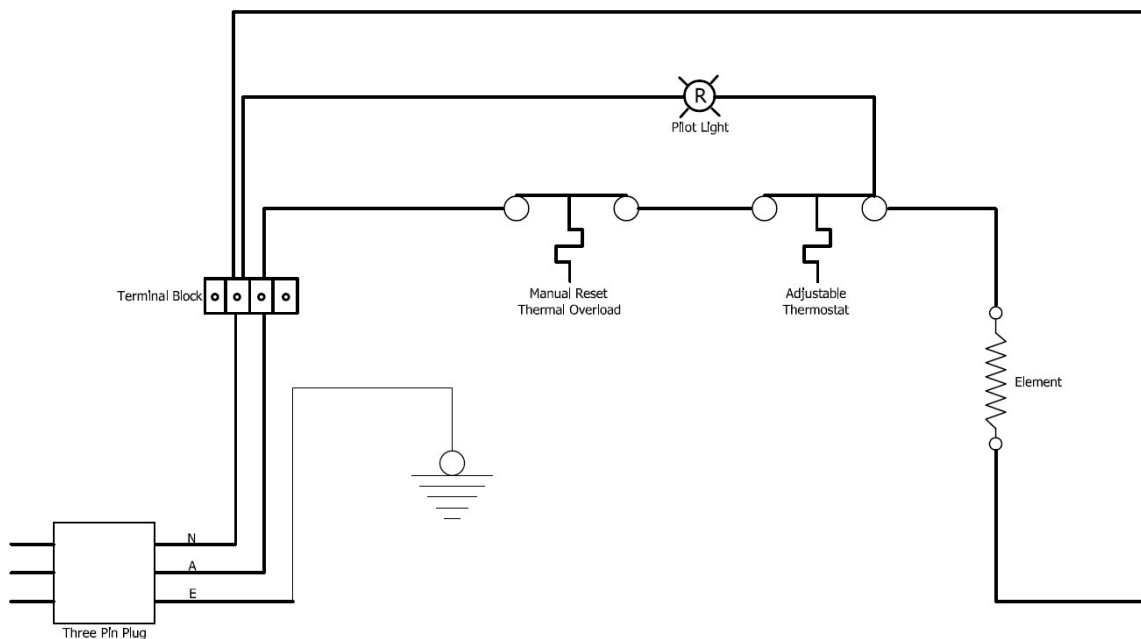 R
Pilot Light
Terminal Block
Manual Reset
Thermal Overload
Adjustable
Thermostat
Element
N
A
E
Three Pin Plug